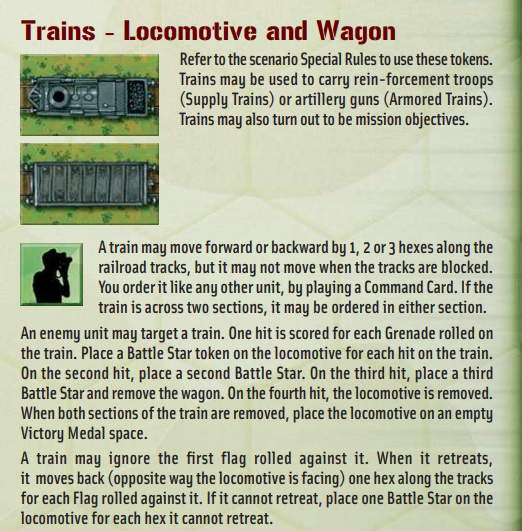 Trains - Locomotive and Wagon
Refer to the scenario Special Rules to use these tokens.
Trains may be used to carry rein-forcement troops
(Supply Trains) or artillery guns (Armored Trains).
Trains may also turn out to be mission objectives.
A train may move forward or backward by 1, 2 or 3 hexes along the
railroad tracks, but it may not move when the tracks are blocked.
You order it like any other unit, by playing a Command Card. If the
train is across two sections, it may be ordered in either section.
An enemy unit may target a train. One hit is scored for each Grenade rolled on
the train. Place a Battle Star token on the locomotive for each hit on the train.
On the second hit, place a second Battle Star. On the third hit, place a third
Battle Star and remove the wagon. On the fourth hit, the locomotive is removed.
When both sections of the train are removed, place the locomotive on an empty
Victory Medal space.
A train may ignore the first flag rolled against it. When it retreats,
it moves back (opposite way the locomotive is facing) one hex along the tracks
for each Flag rolled against it. If it cannot retreat, place one Battle Star on the
locomotive for each hex it cannot retreat.